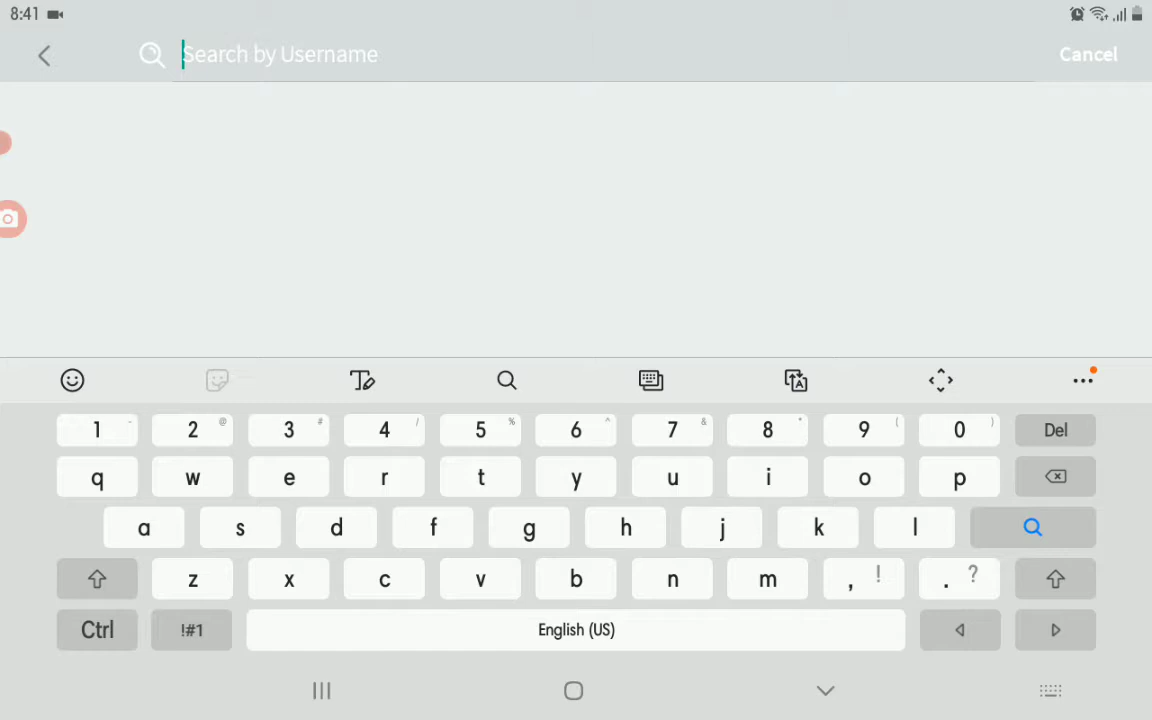 8:41
Search by Username
Cancel
1 - 2 @ 3 # 4 / 5 % 6 ^ 7 & 8 * 9 ( 0 ) Del
q w e r t y u i o p
a s d f g h j k l
z x c v b n m , ! . ?
Ctrl !#1 English (US)